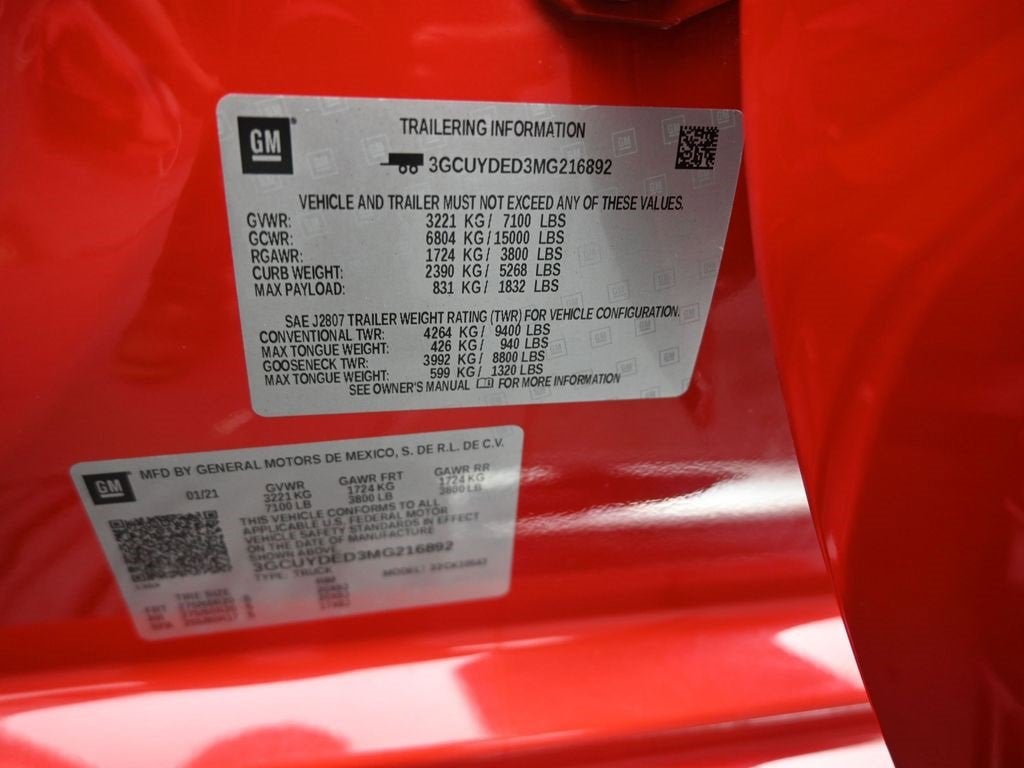 GM
TRAILERING INFORMATION
3GCUYDED3MG216892
VEHICLE AND TRAILER MUST NOT EXCEED ANY OF THESE VALUES.
GVWR: 3221 KG/ 7100 LBS
GCWR: 6804 KG/ 15000 LBS
RGAWR: 1724 KG/ 3800 LBS
CURB WEIGHT: 2390 KG/ 5268 LBS
MAX PAYLOAD: 831 KG/ 1832 LBS
SAE J2807 TRAILER WEIGHT RATING (TWR) FOR VEHICLE CONFIGURATION.
CONVENTIONAL TWR: 4264 KG/ 9400 LBS
MAX TONGUE WEIGHT: 426 KG/ 940 LBS
GOOSENECK TWR: 3992 KG/ 8800 LBS
MAX TONGUE WEIGHT: 599 KG/ 1320 LBS
SEE OWNER'S MANUAL FOR MORE INFORMATION
GM
MFD BY GENERAL MOTORS DE MEXICO, S. DE R.L. DE C.V.
01/21 GVWR GAWR FRT GAWR RR
3221 KG 1724 KG 1724 KG
7100 LB 3800 LB 3800 LB
THIS VEHICLE CONFORMS TO ALL
APPLICABLE U.S. FEDERAL MOTOR
VEHICLE SAFETY STANDARDS IN EFFECT
ON THE DATE OF MANUFACTURE
SHOWN ABOVE.
3GCUYDED3MG216892
TYPE: TRUCK MODEL:
TIRE SIZE RIM
FRT
RR
SPA